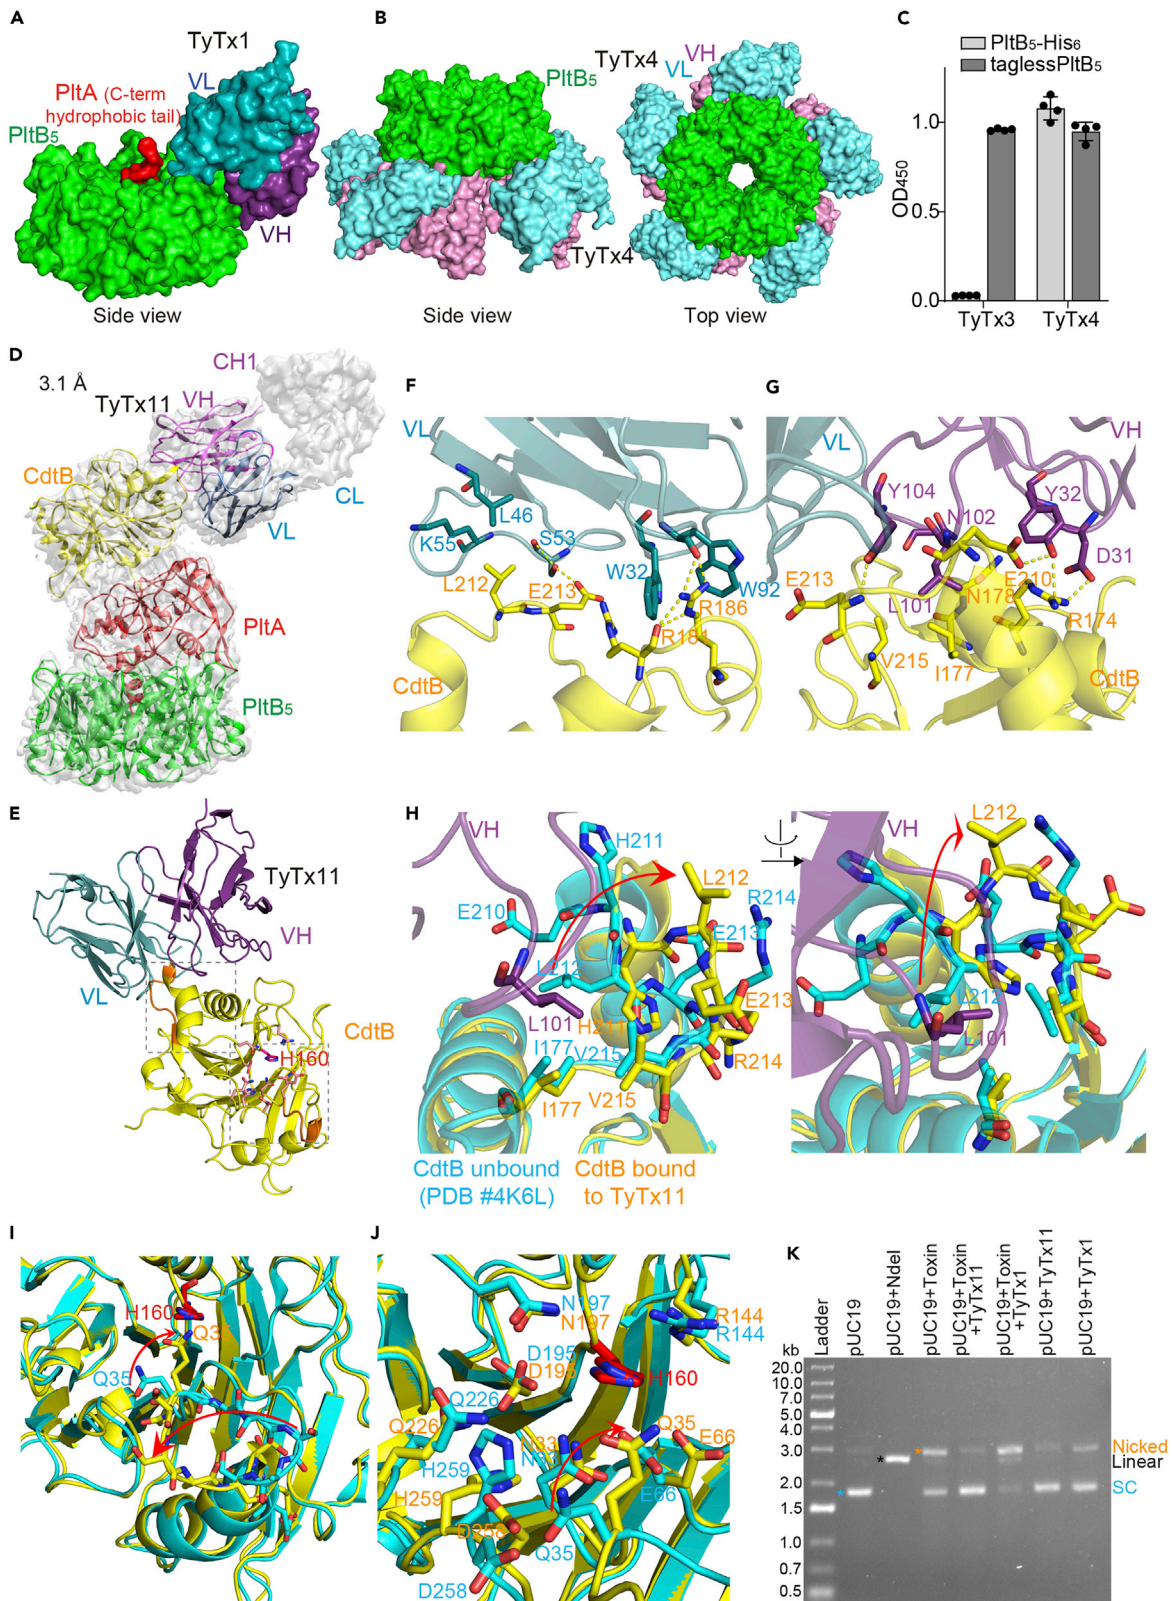 A
TyTx1
VL
PltA (C-term
hydrophobic tail)
PltB5
VH
Side view
B
TyTx4
VH
VL
PltB5
TyTx4
Side view
Top view
C
PltB5-His6
taglessPltB5
OD450
1.0
0.5
0.0
TyTx3
TyTx4
D
3.1 Å
CH1
TyTx11
VH
CdtB
CL
VL
PltA
PltB5
E
TyTx11
VH
VL
CdtB
H160
F
VL
L46
K55
S53
L212
E213
W32
W92
R186
R181
CdtB
G
VL
VH
Y104
N102
Y32
D31
E213
L101
N178
E210
R174
V215
I177
CdtB
H
VH
H211
L212
E210
R214
E213
L212
L101
H211
E213
I177
V215
R214
I177
V215
VH
L212
L212
L101
CdtB unbound
(PDB #4K6L)
CdtB bound
to TyTx11
I
H160
Q35
J
N197
N197
R144
R144
D195
D195
H160
Q226
Q226
Q35
E66
N33
N33
H259
E66
H259
D258
Q35
D258
K
Ladder
pUC19
pUC19+NdeI
pUC19+Toxin
pUC19+Toxin
+TyTx11
pUC19+Toxin
+TyTx1
pUC19+TyTx11
pUC19+TyTx1
kb
20.0
10.0
7.0
5.0
4.0
3.0
2.0
1.5
1.0
0.7
0.5
*
*
*
Nicked
Linear
SC